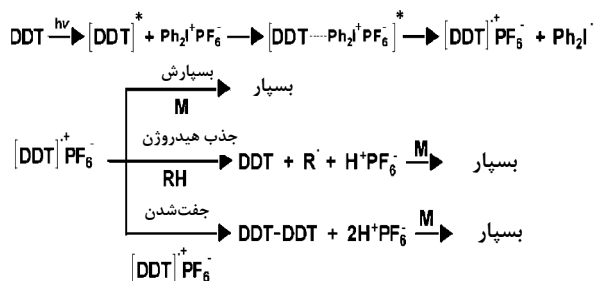 DDT hν [DDT]* + Ph₂I⁺PF₆⁻ [DDT----Ph₂I⁺PF₆⁻]* [DDT]·⁺PF₆⁻ + Ph₂I·
بسپارش
M
بسپار
جذب هیدروژن
[DDT]·⁺PF₆⁻
RH
DDT + R· + H⁺PF₆⁻ M بسپار
جفت‌شدن
DDT-DDT + 2H⁺PF₆⁻ M بسپار
[DDT]·⁺PF₆⁻